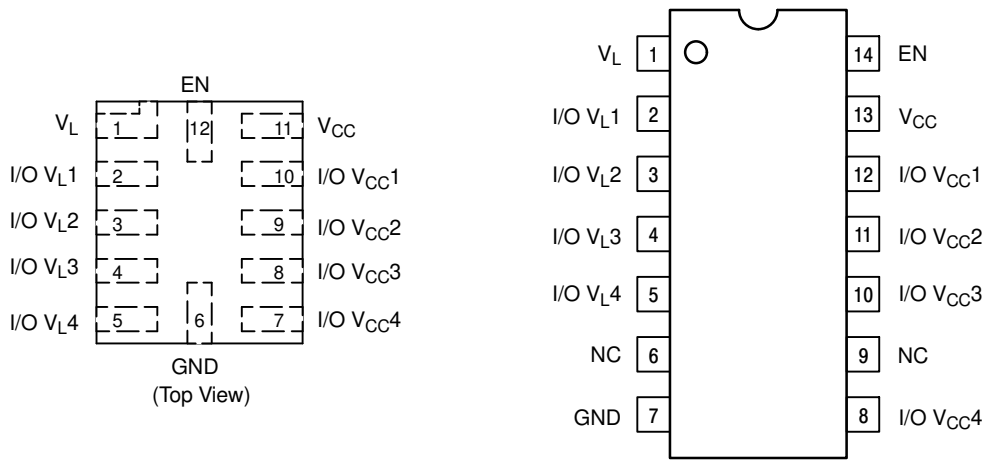 EN
V_L 1 12 11 V_CC
I/O V_L1 2 10 I/O V_CC1
I/O V_L2 3 9 I/O V_CC2
I/O V_L3 4 8 I/O V_CC3
I/O V_L4 5 6 7 I/O V_CC4
GND
(Top View)
V_L 1 14 EN
I/O V_L1 2 13 V_CC
I/O V_L2 3 12 I/O V_CC1
I/O V_L3 4 11 I/O V_CC2
I/O V_L4 5 10 I/O V_CC3
NC 6 9 NC
GND 7 8 I/O V_CC4